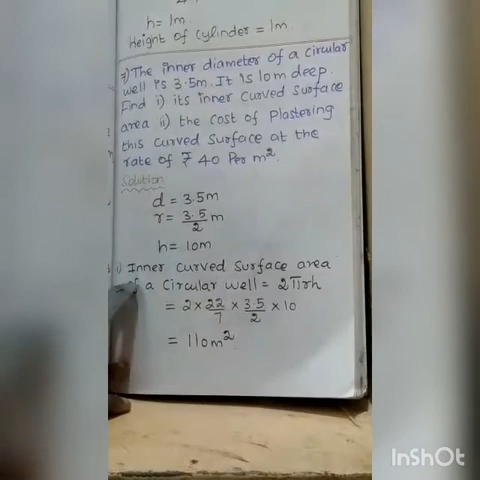 h = 1m.
Height of cylinder = 1m
7) The inner diameter of a circular
well is 3.5m. It is 10m deep.
Find i) its inner curved surface
area ii) the cost of Plastering
this curved surface at the
rate of ₹ 40 Per m².
Solution
d = 3.5m
r = 3.5/2 m
h = 10m
i) Inner curved surface area
of a circular well = 2πrh
= 2 × 22/7 × 3.5/2 × 10
= 110m²
InShOt